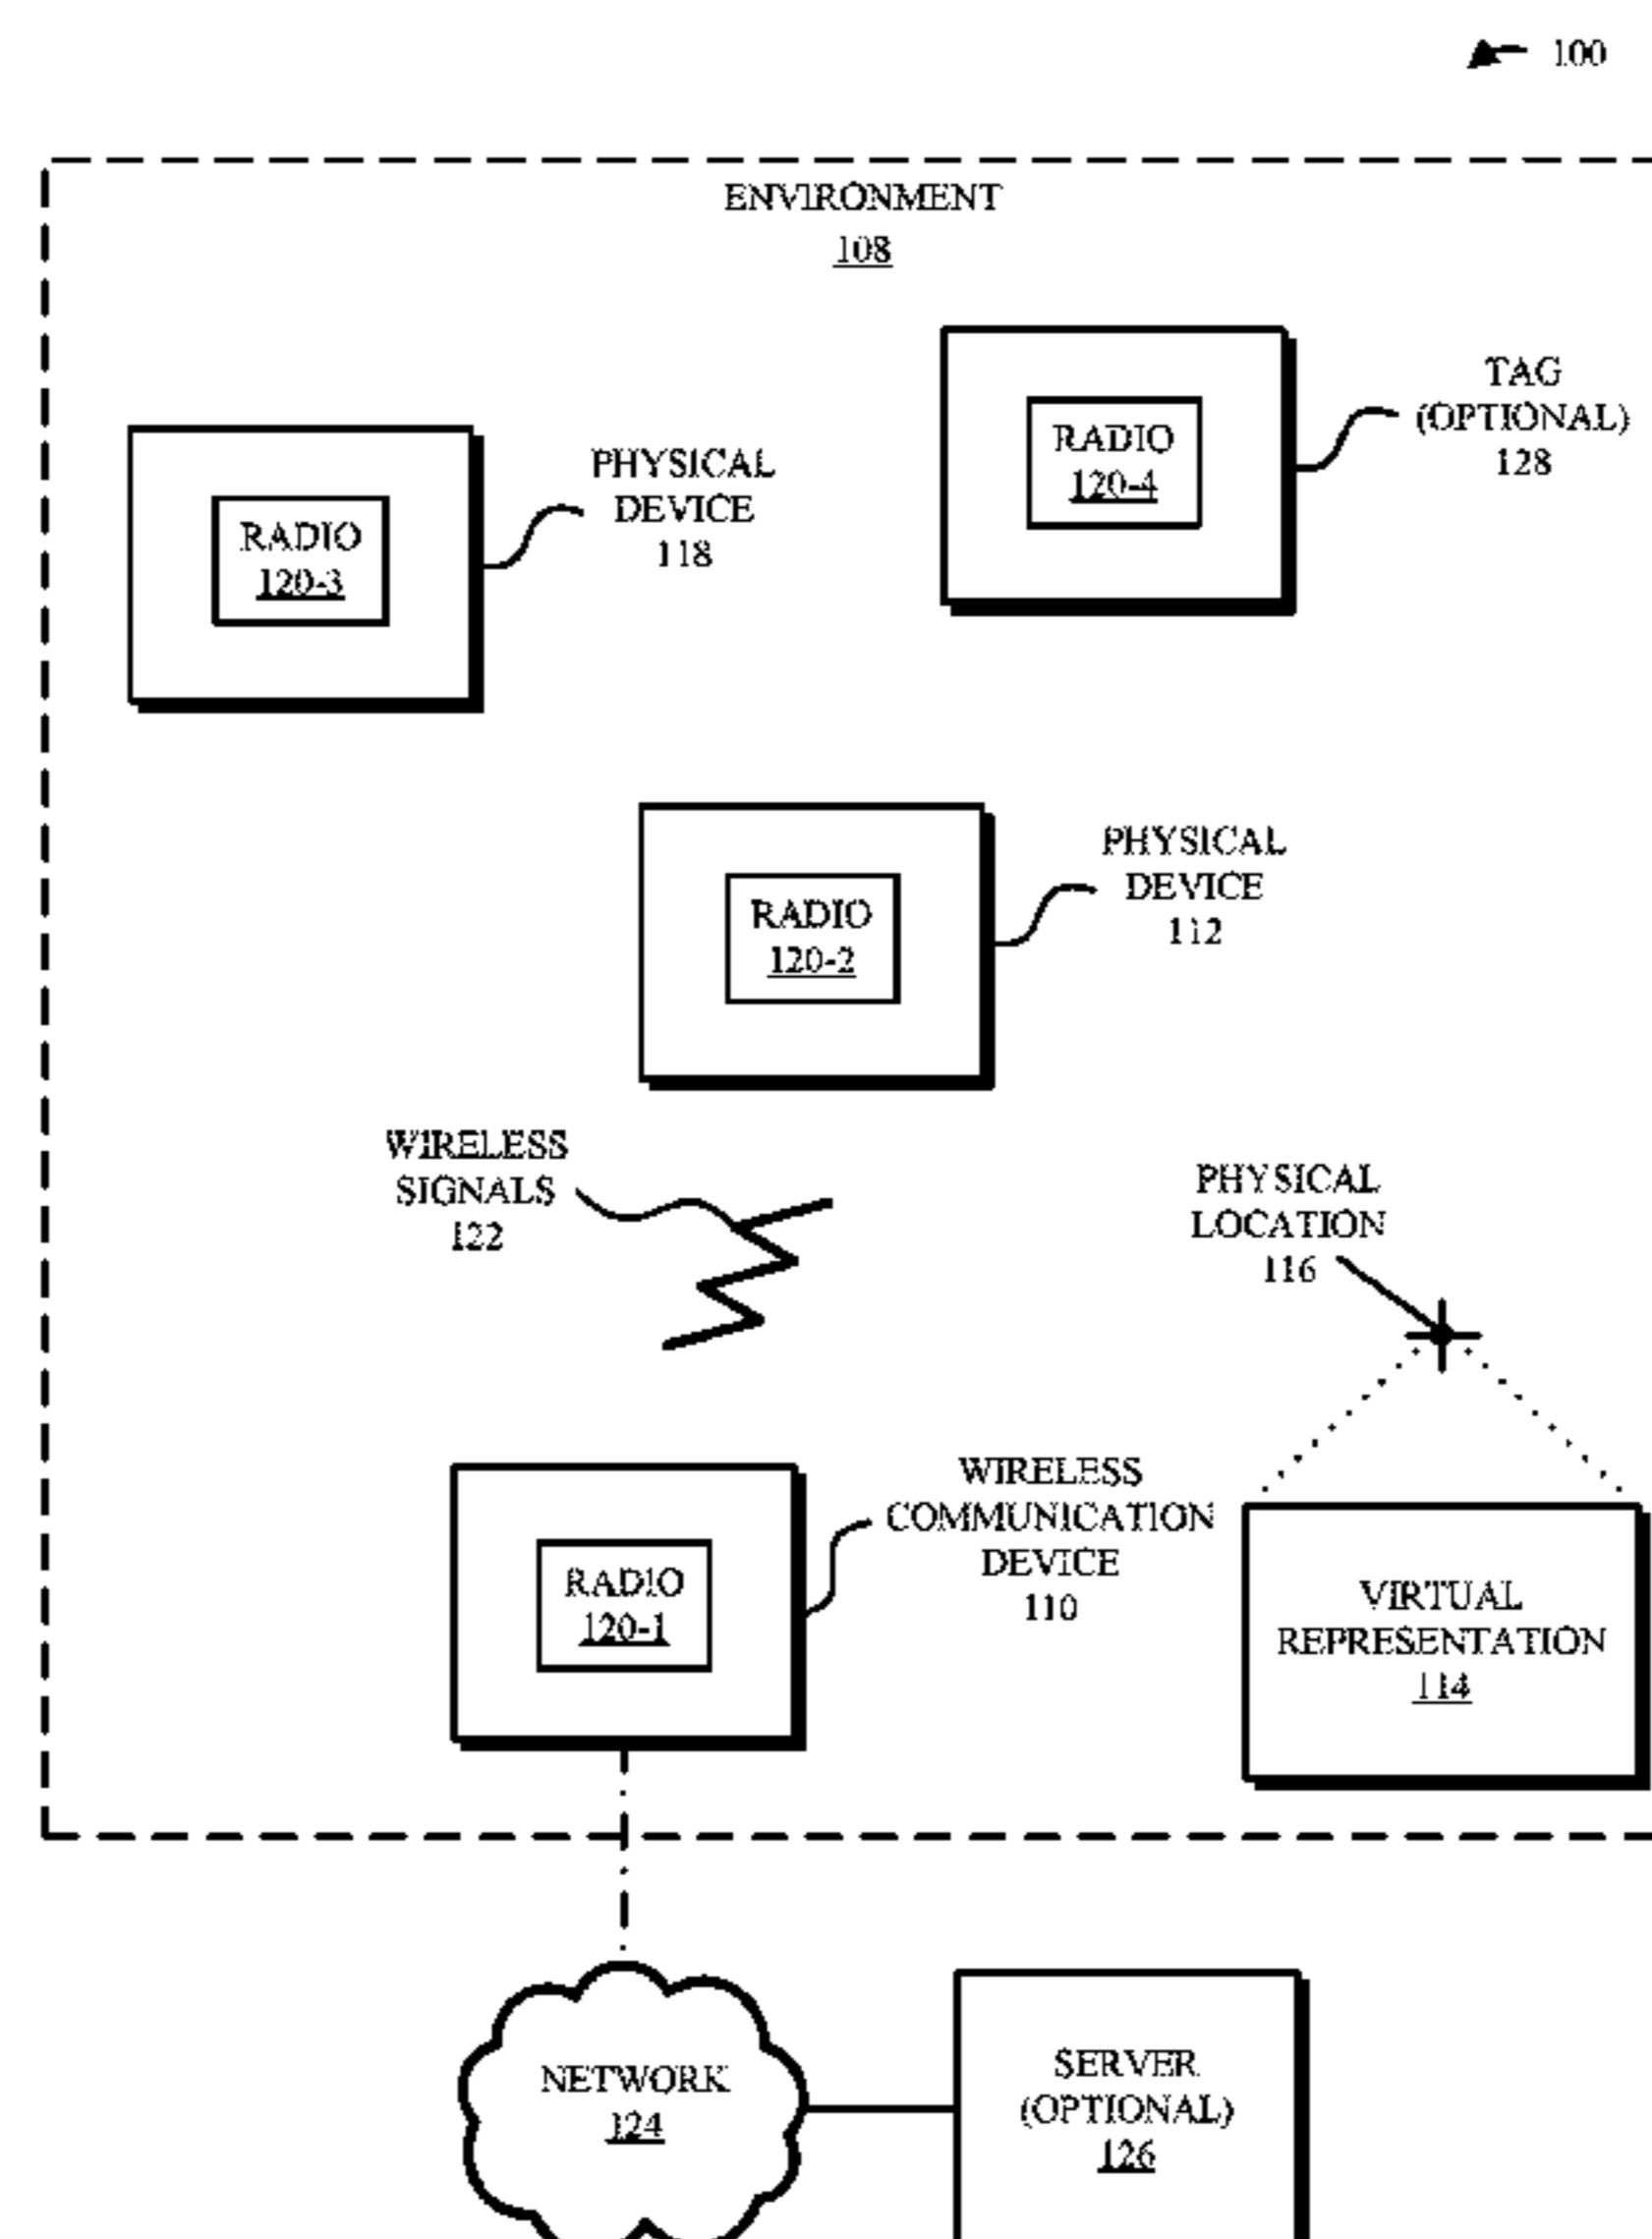 100
ENVIRONMENT
108
TAG
(OPTIONAL)
128
RADIO
120-4
PHYSICAL
DEVICE
118
RADIO
120-3
PHYSICAL
DEVICE
112
RADIO
120-2
WIRELESS
SIGNALS
122
PHYSICAL
LOCATION
116
WIRELESS
COMMUNICATION
DEVICE
110
RADIO
120-1
VIRTUAL
REPRESENTATION
114
NETWORK
124
SERVER
(OPTIONAL)
126